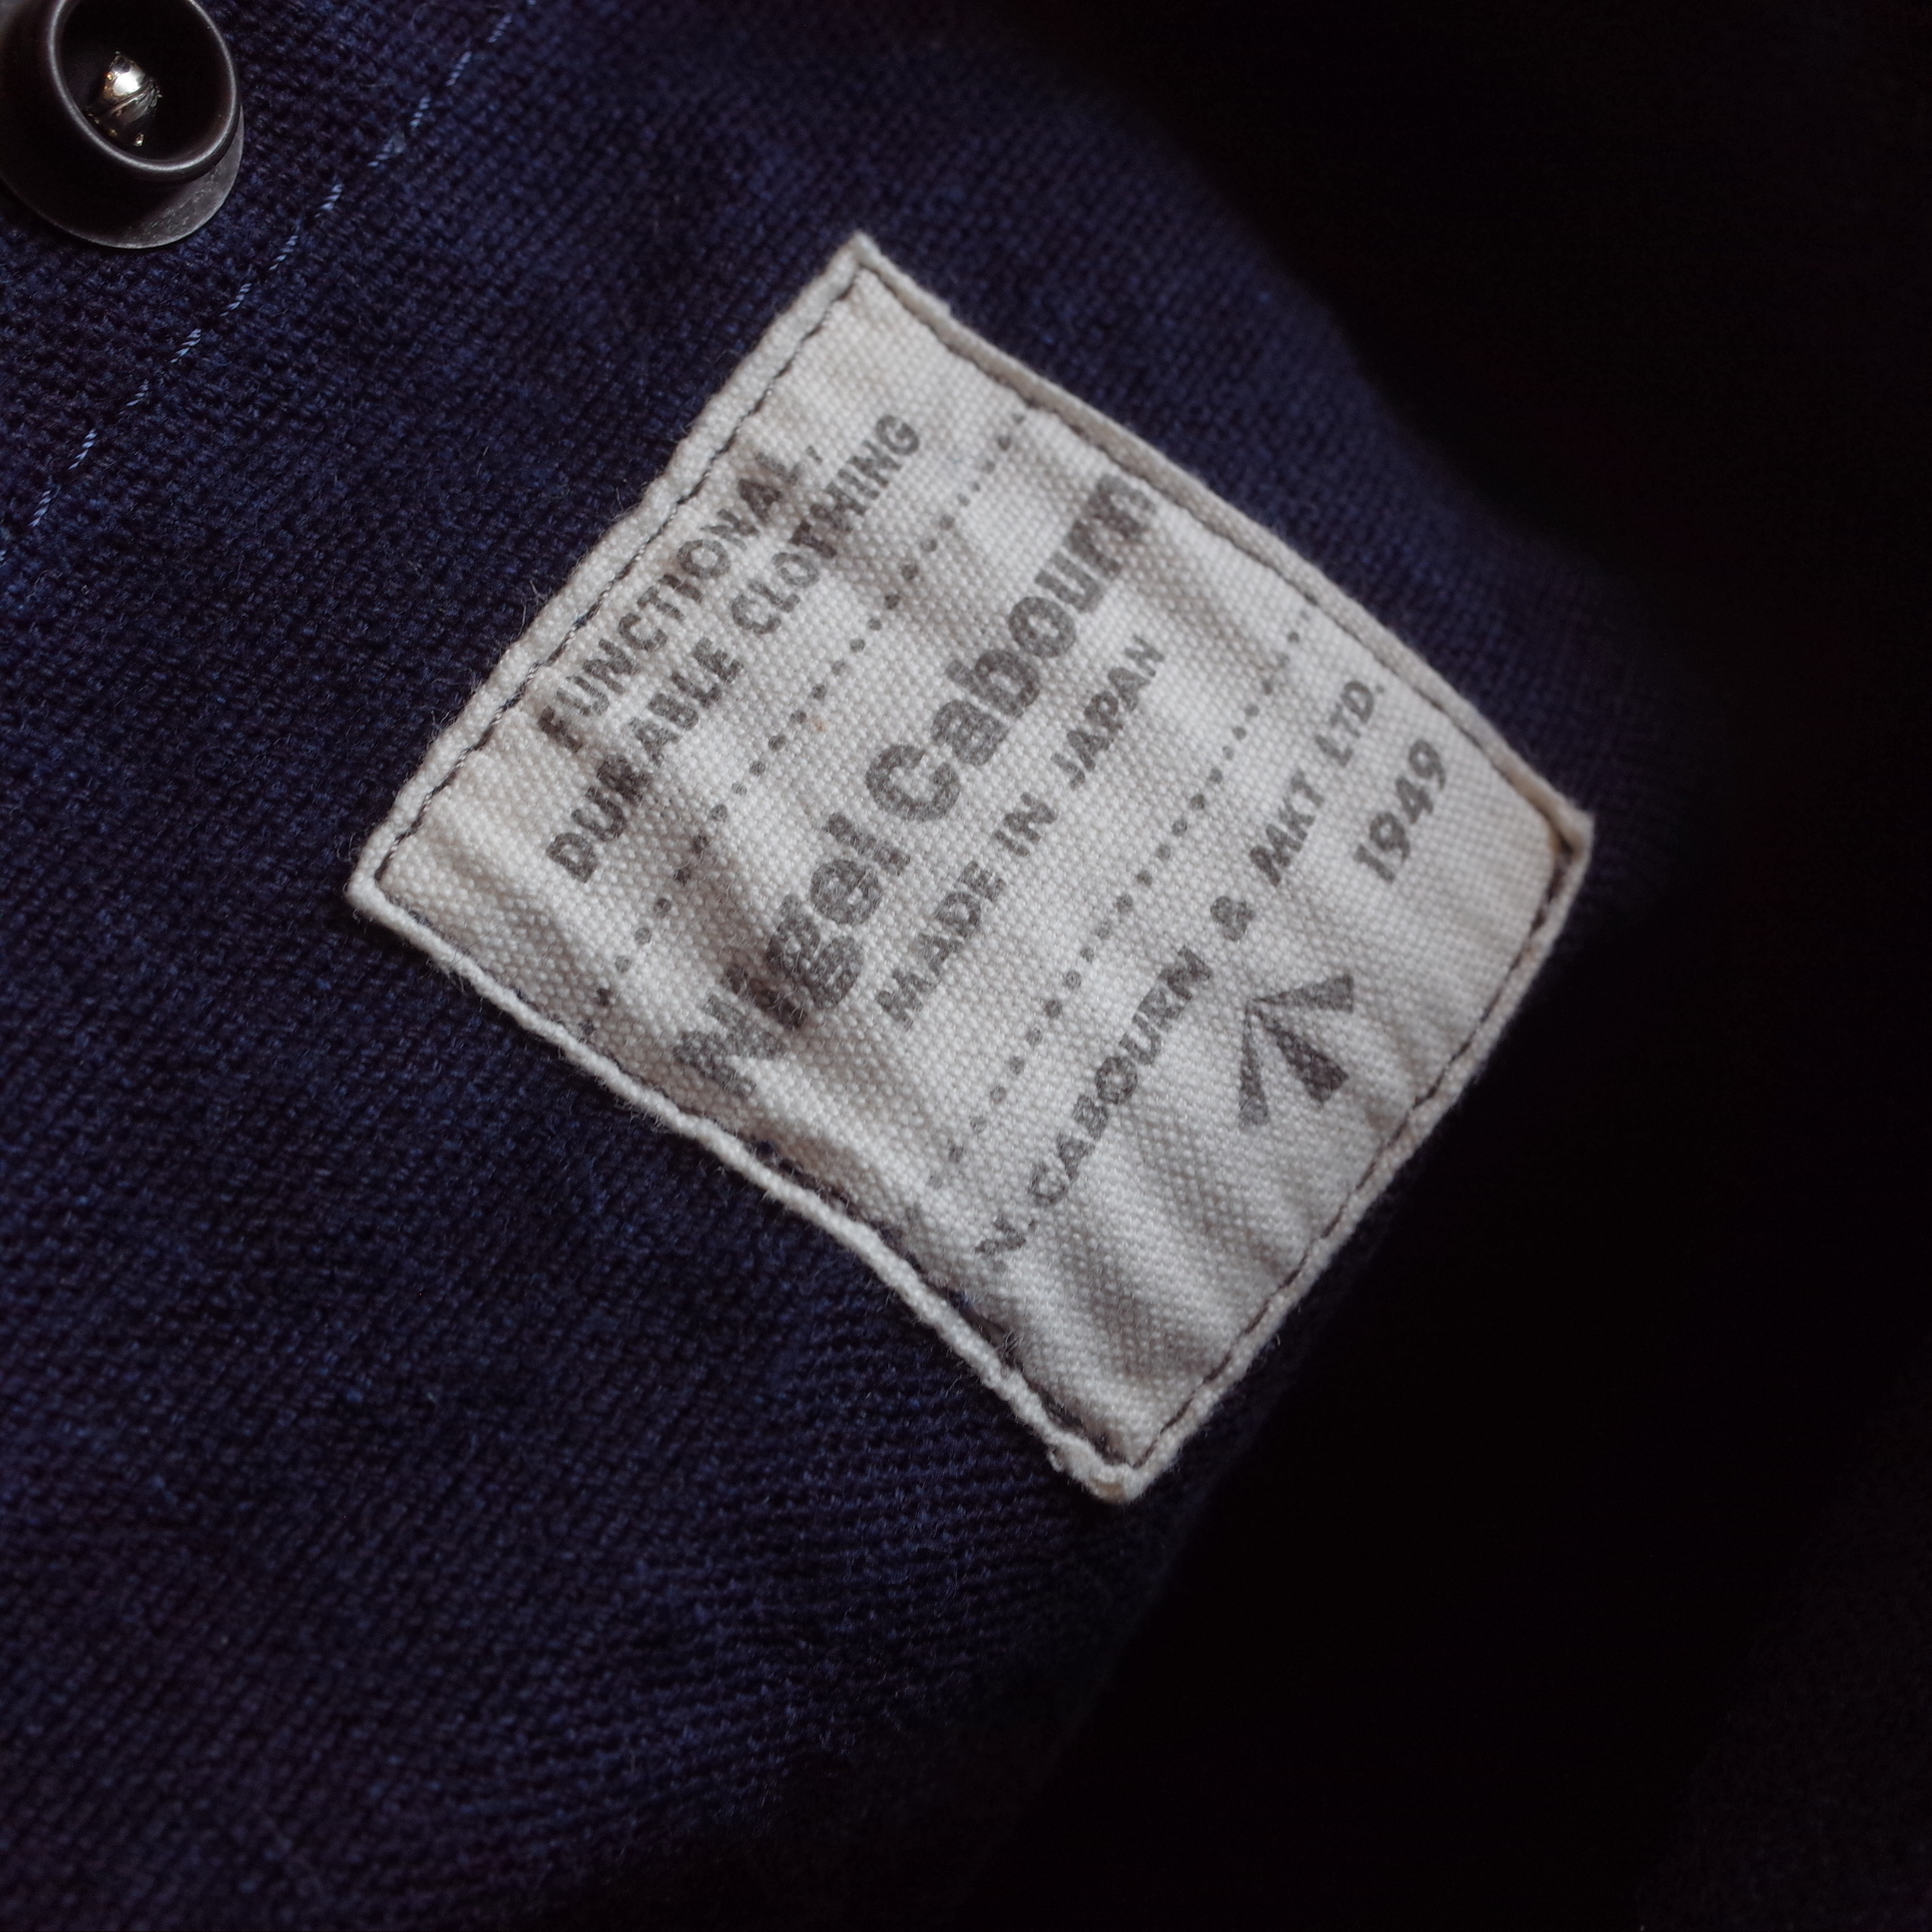 FUNCTIONAL,
DURABLE CLOTHING
Nigel Cabourn
MADE IN JAPAN
N. CABOURN & MKT LTD.
1949